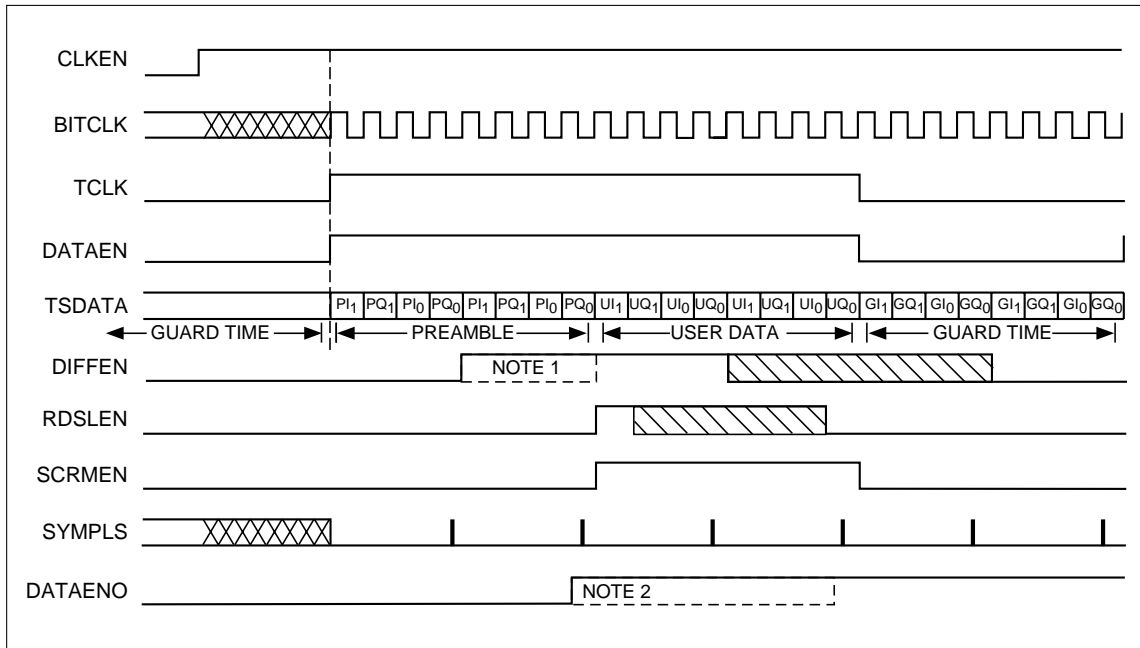 CLKEN
BITCLK
TCLK
DATAEN
TSDATA PI1 PQ1 PI0 PQ0 PI1 PQ1 PI0 PQ0 UI1 UQ1 UI0 UQ0 UI1 UQ1 UI0 UQ0 GI1 GQ1 GI0 GQ0 GI1 GQ1 GI0 GQ0
GUARD TIME PREAMBLE USER DATA GUARD TIME
DIFFEN NOTE 1
RDSLEN
SCRMEN
SYMPLS
DATAENO NOTE 2